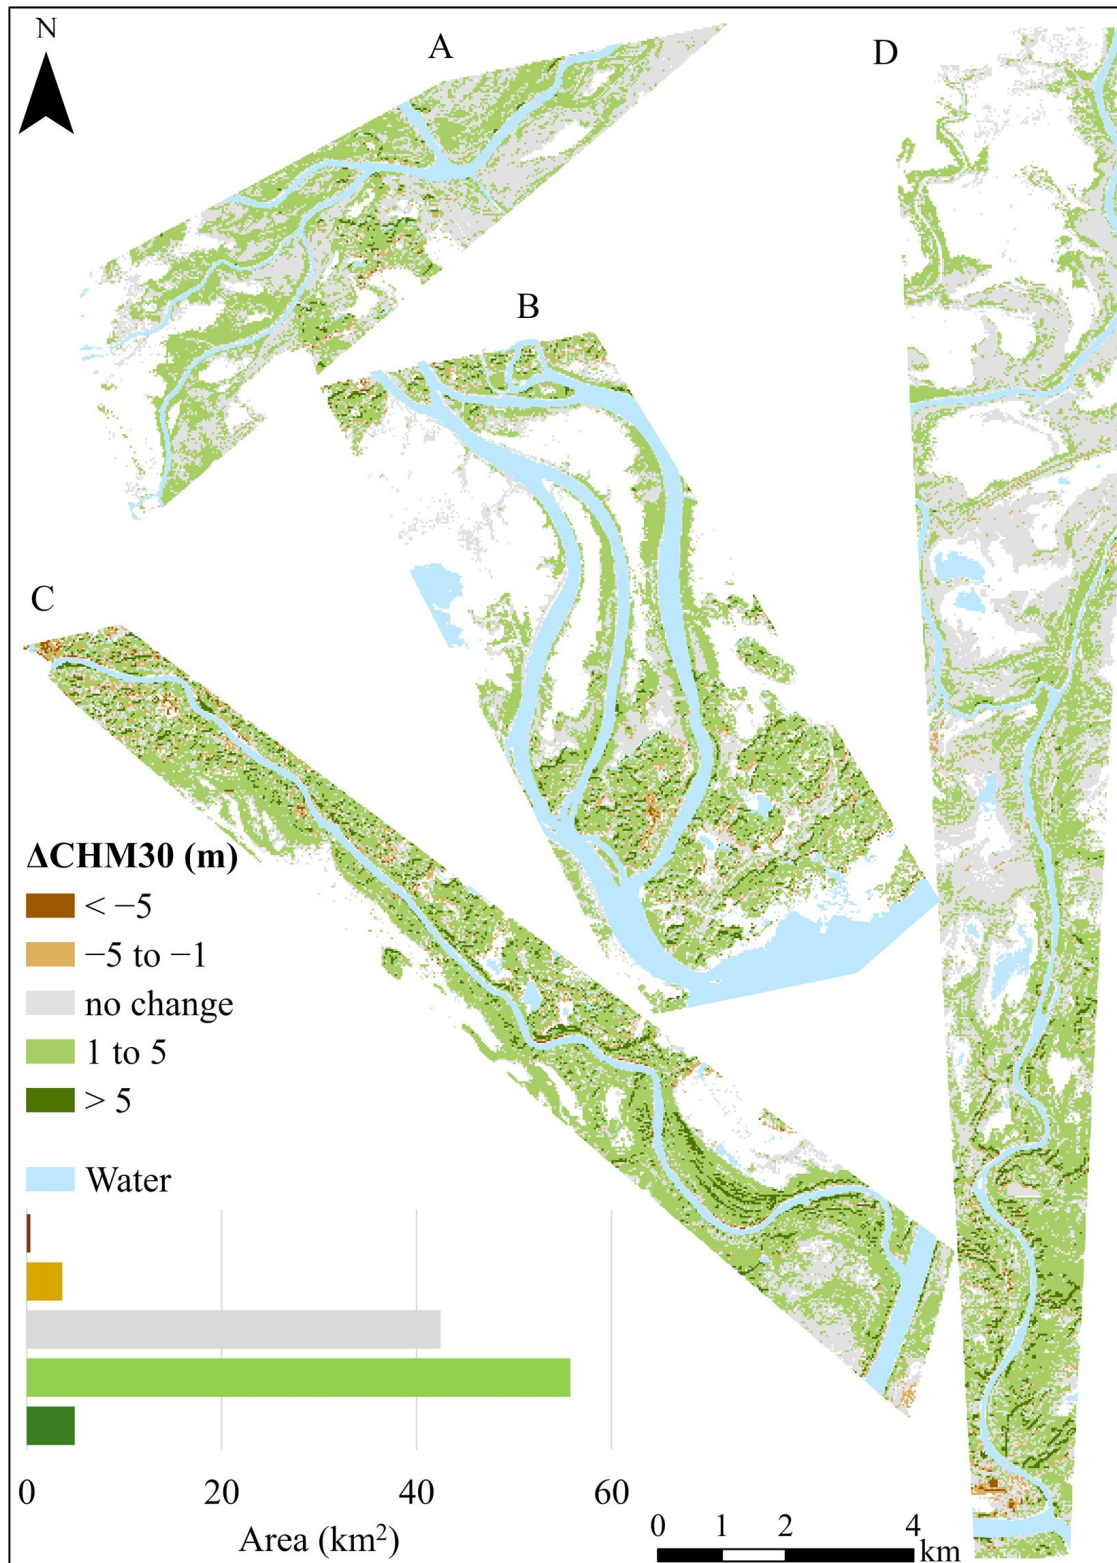 N
A
D
B
C
ΔCHM30 (m)
< −5
−5 to −1
no change
1 to 5
> 5
Water
0 20 40 60
Area (km²)
0 1 2 4
km